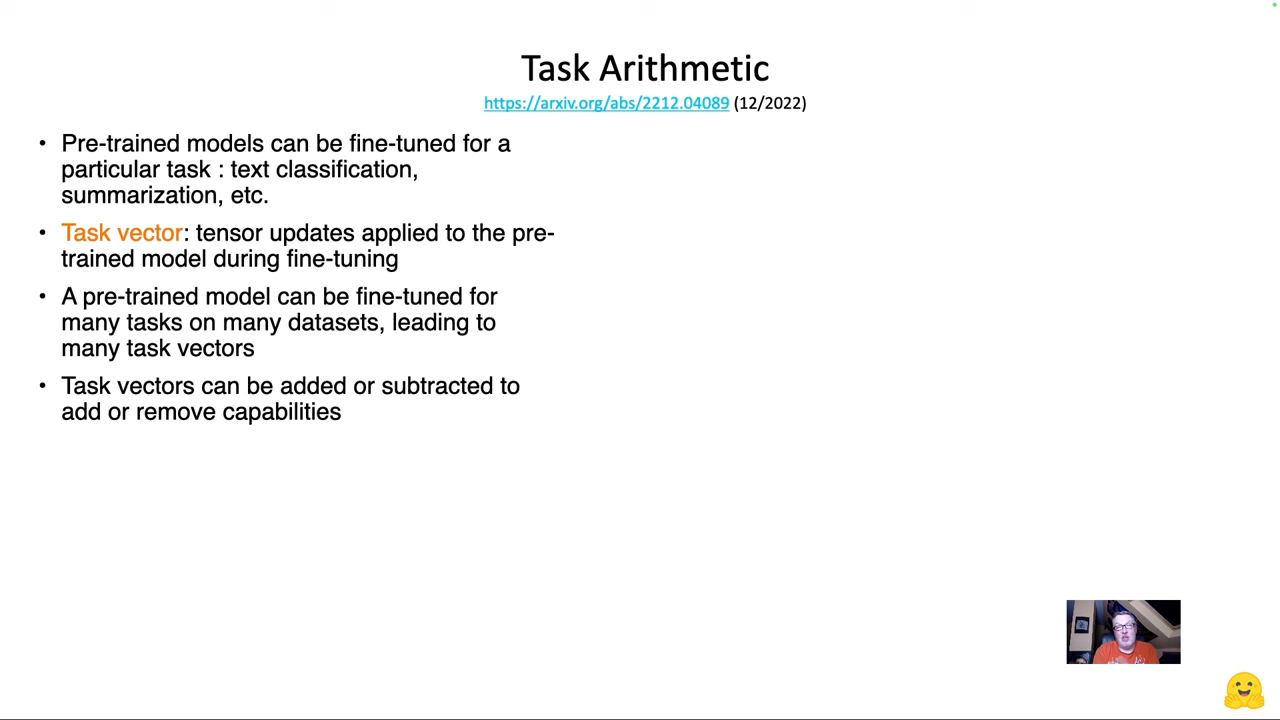 Task Arithmetic
https://arxiv.org/abs/2212.04089 (12/2022)
• Pre-trained models can be fine-tuned for a
particular task : text classification,
summarization, etc.
• Task vector: tensor updates applied to the pre-
trained model during fine-tuning
• A pre-trained model can be fine-tuned for
many tasks on many datasets, leading to
many task vectors
• Task vectors can be added or subtracted to
add or remove capabilities